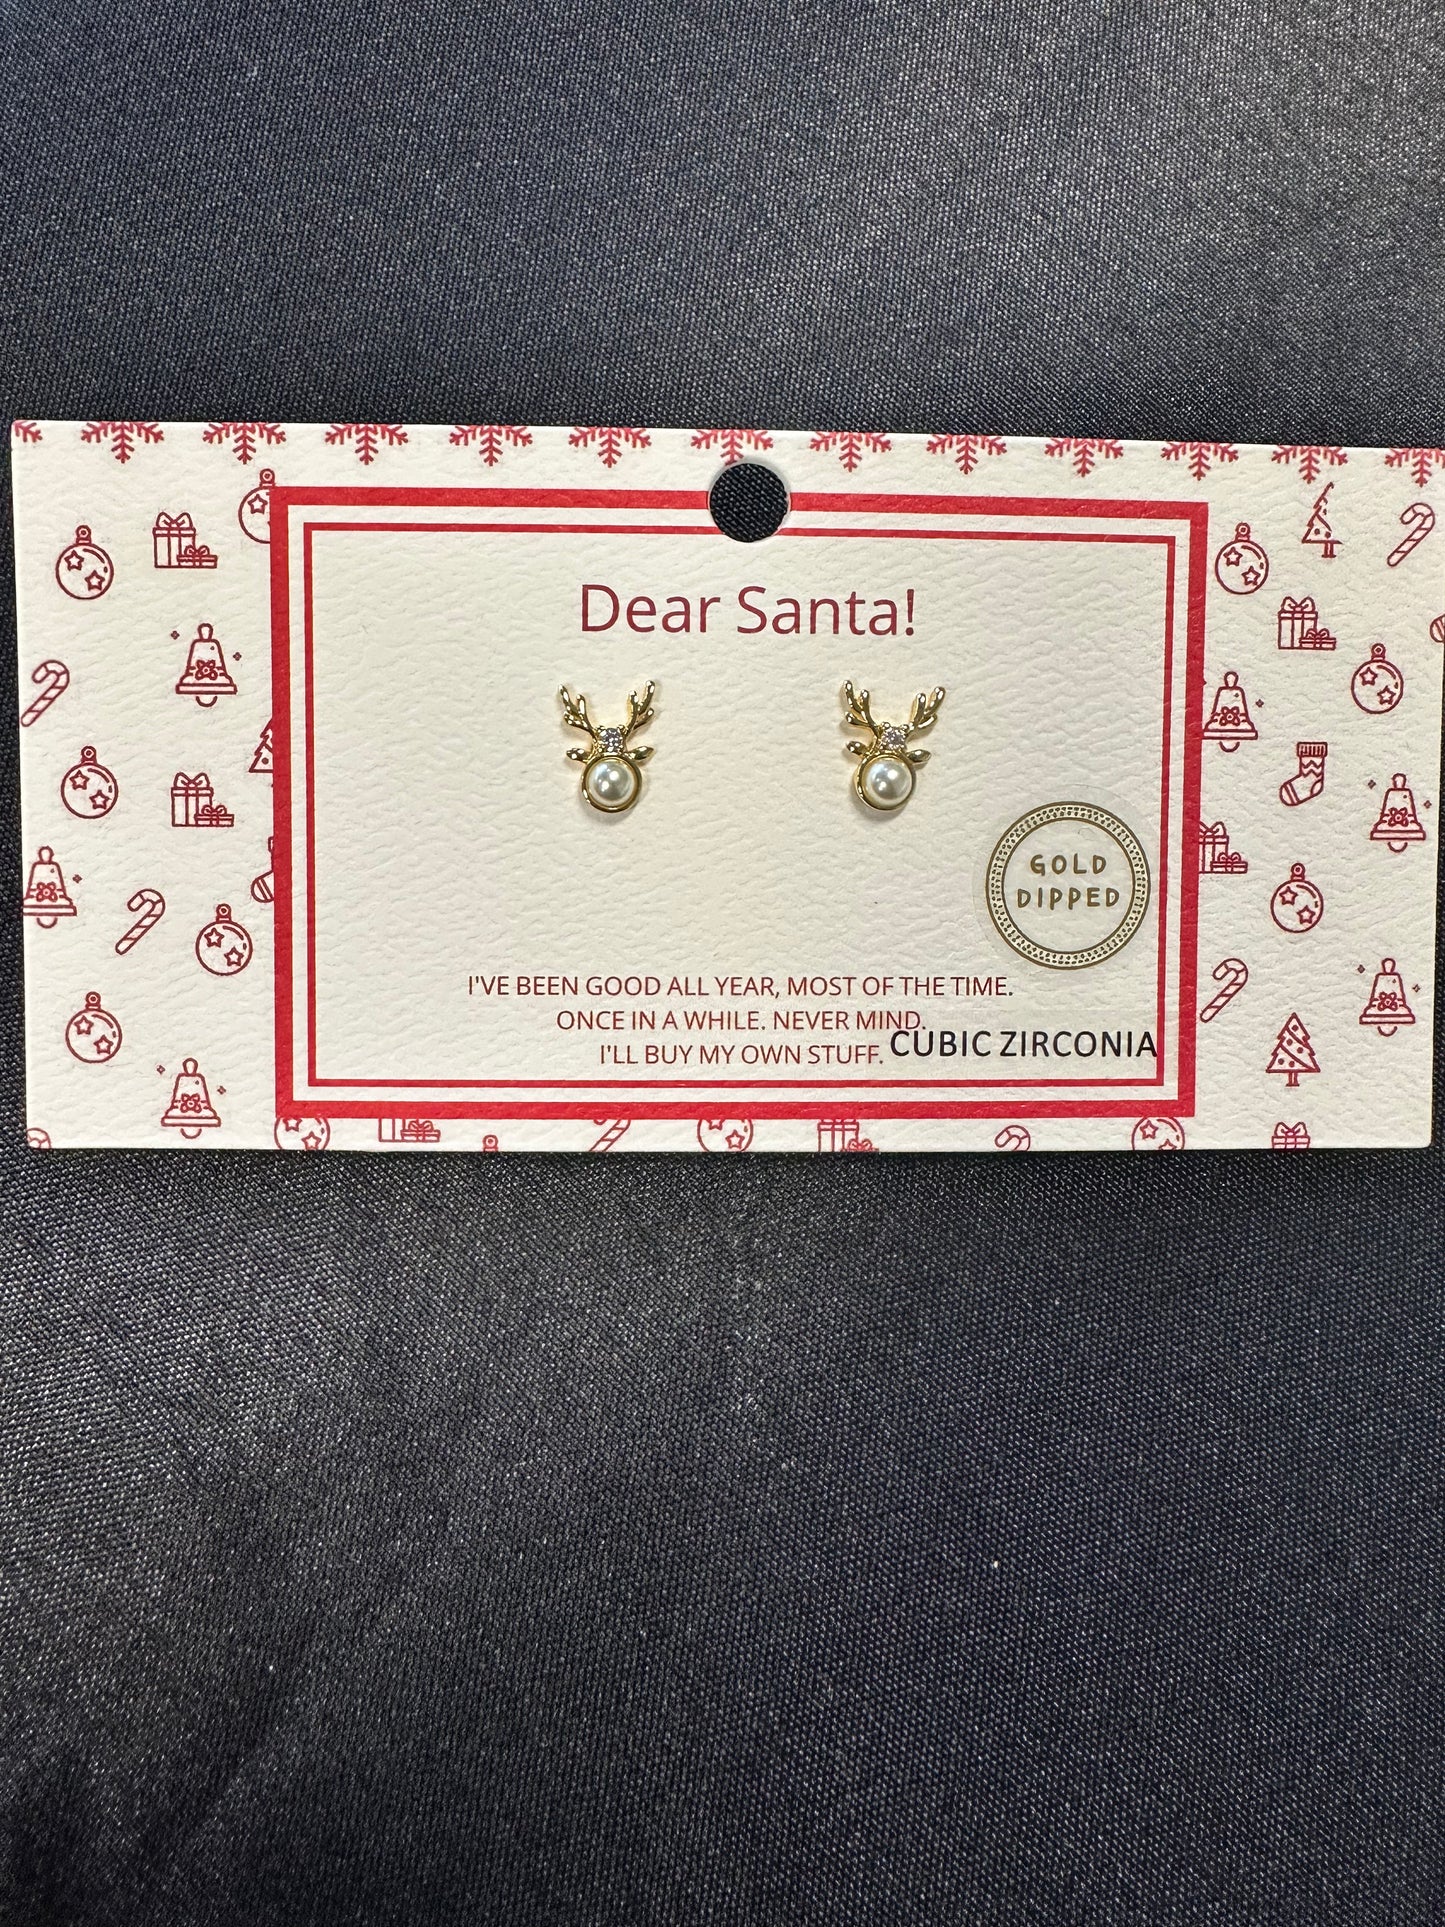 Dear Santa!
GOLD
DIPPED
I'VE BEEN GOOD ALL YEAR, MOST OF THE TIME.
ONCE IN A WHILE. NEVER MIND.
I'LL BUY MY OWN STUFF.
CUBIC ZIRCONIA